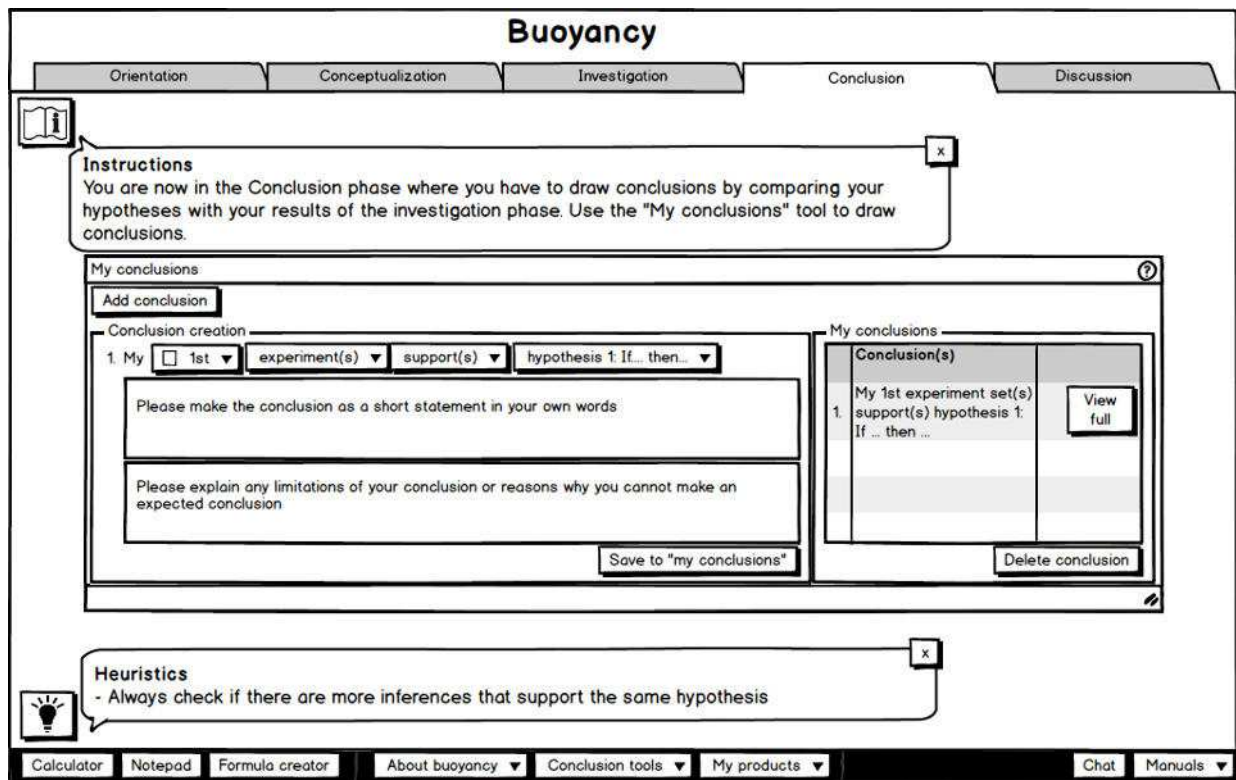 Buoyancy
Orientation
Conceptualization
Investigation
Conclusion
Discussion
i
x
Instructions
You are now in the Conclusion phase where you have to draw conclusions by comparing your
hypotheses with your results of the investigation phase. Use the "My conclusions" tool to draw
conclusions.
My conclusions
?
Add conclusion
Conclusion creation
1. My 1st ▼ experiment(s) ▼ support(s) ▼ hypothesis 1: If... then... ▼
Please make the conclusion as a short statement in your own words
Please explain any limitations of your conclusion or reasons why you cannot make an
expected conclusion
Save to "my conclusions"
My conclusions
Conclusion(s)
My 1st experiment set(s)
1. support(s) hypothesis 1:
If ... then ...
View
full
Delete conclusion
x
Heuristics
- Always check if there are more inferences that support the same hypothesis
Calculator
Notepad
Formula creator
About buoyancy ▼
Conclusion tools ▼
My products ▼
Chat
Manuals ▼